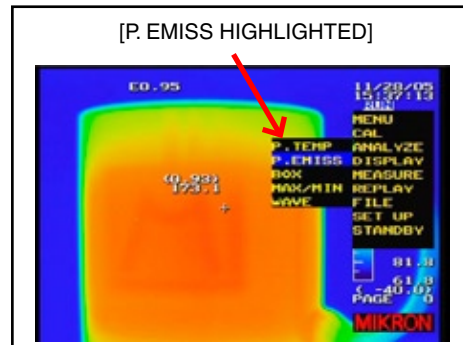 [P. EMISS HIGHLIGHTED]
E0.95
11/28/05
15:37:13
RUN
MENU
CAL
P.TEMP ANALYZE
P.EMISS DISPLAY
BOX MEASURE
MAX/MIN REPLAY
WAVE FILE
SET UP
STANDBY
(0.93)
173.1
81.8
61.8
( -40.0)
PAGE 0
MIKRON